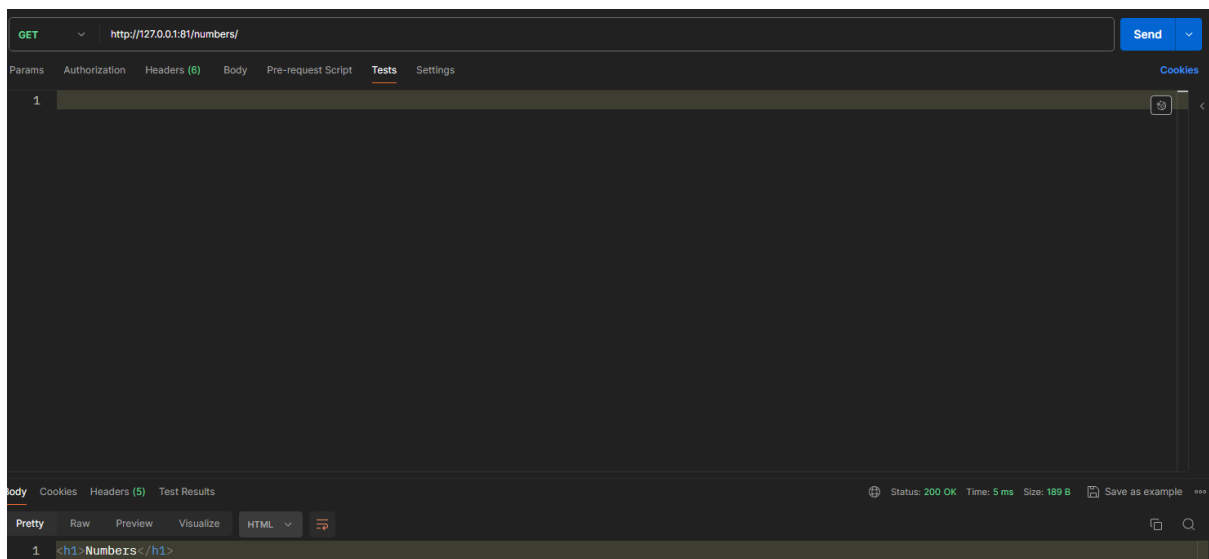 GET http://127.0.0.1:81/numbers/ Send
Params Authorization Headers (6) Body Pre-request Script Tests Settings Cookies
1
Body Cookies Headers (5) Test Results Status: 200 OK Time: 5 ms Size: 189 B Save as example
Pretty Raw Preview Visualize HTML
1 <h1>Numbers</h1>